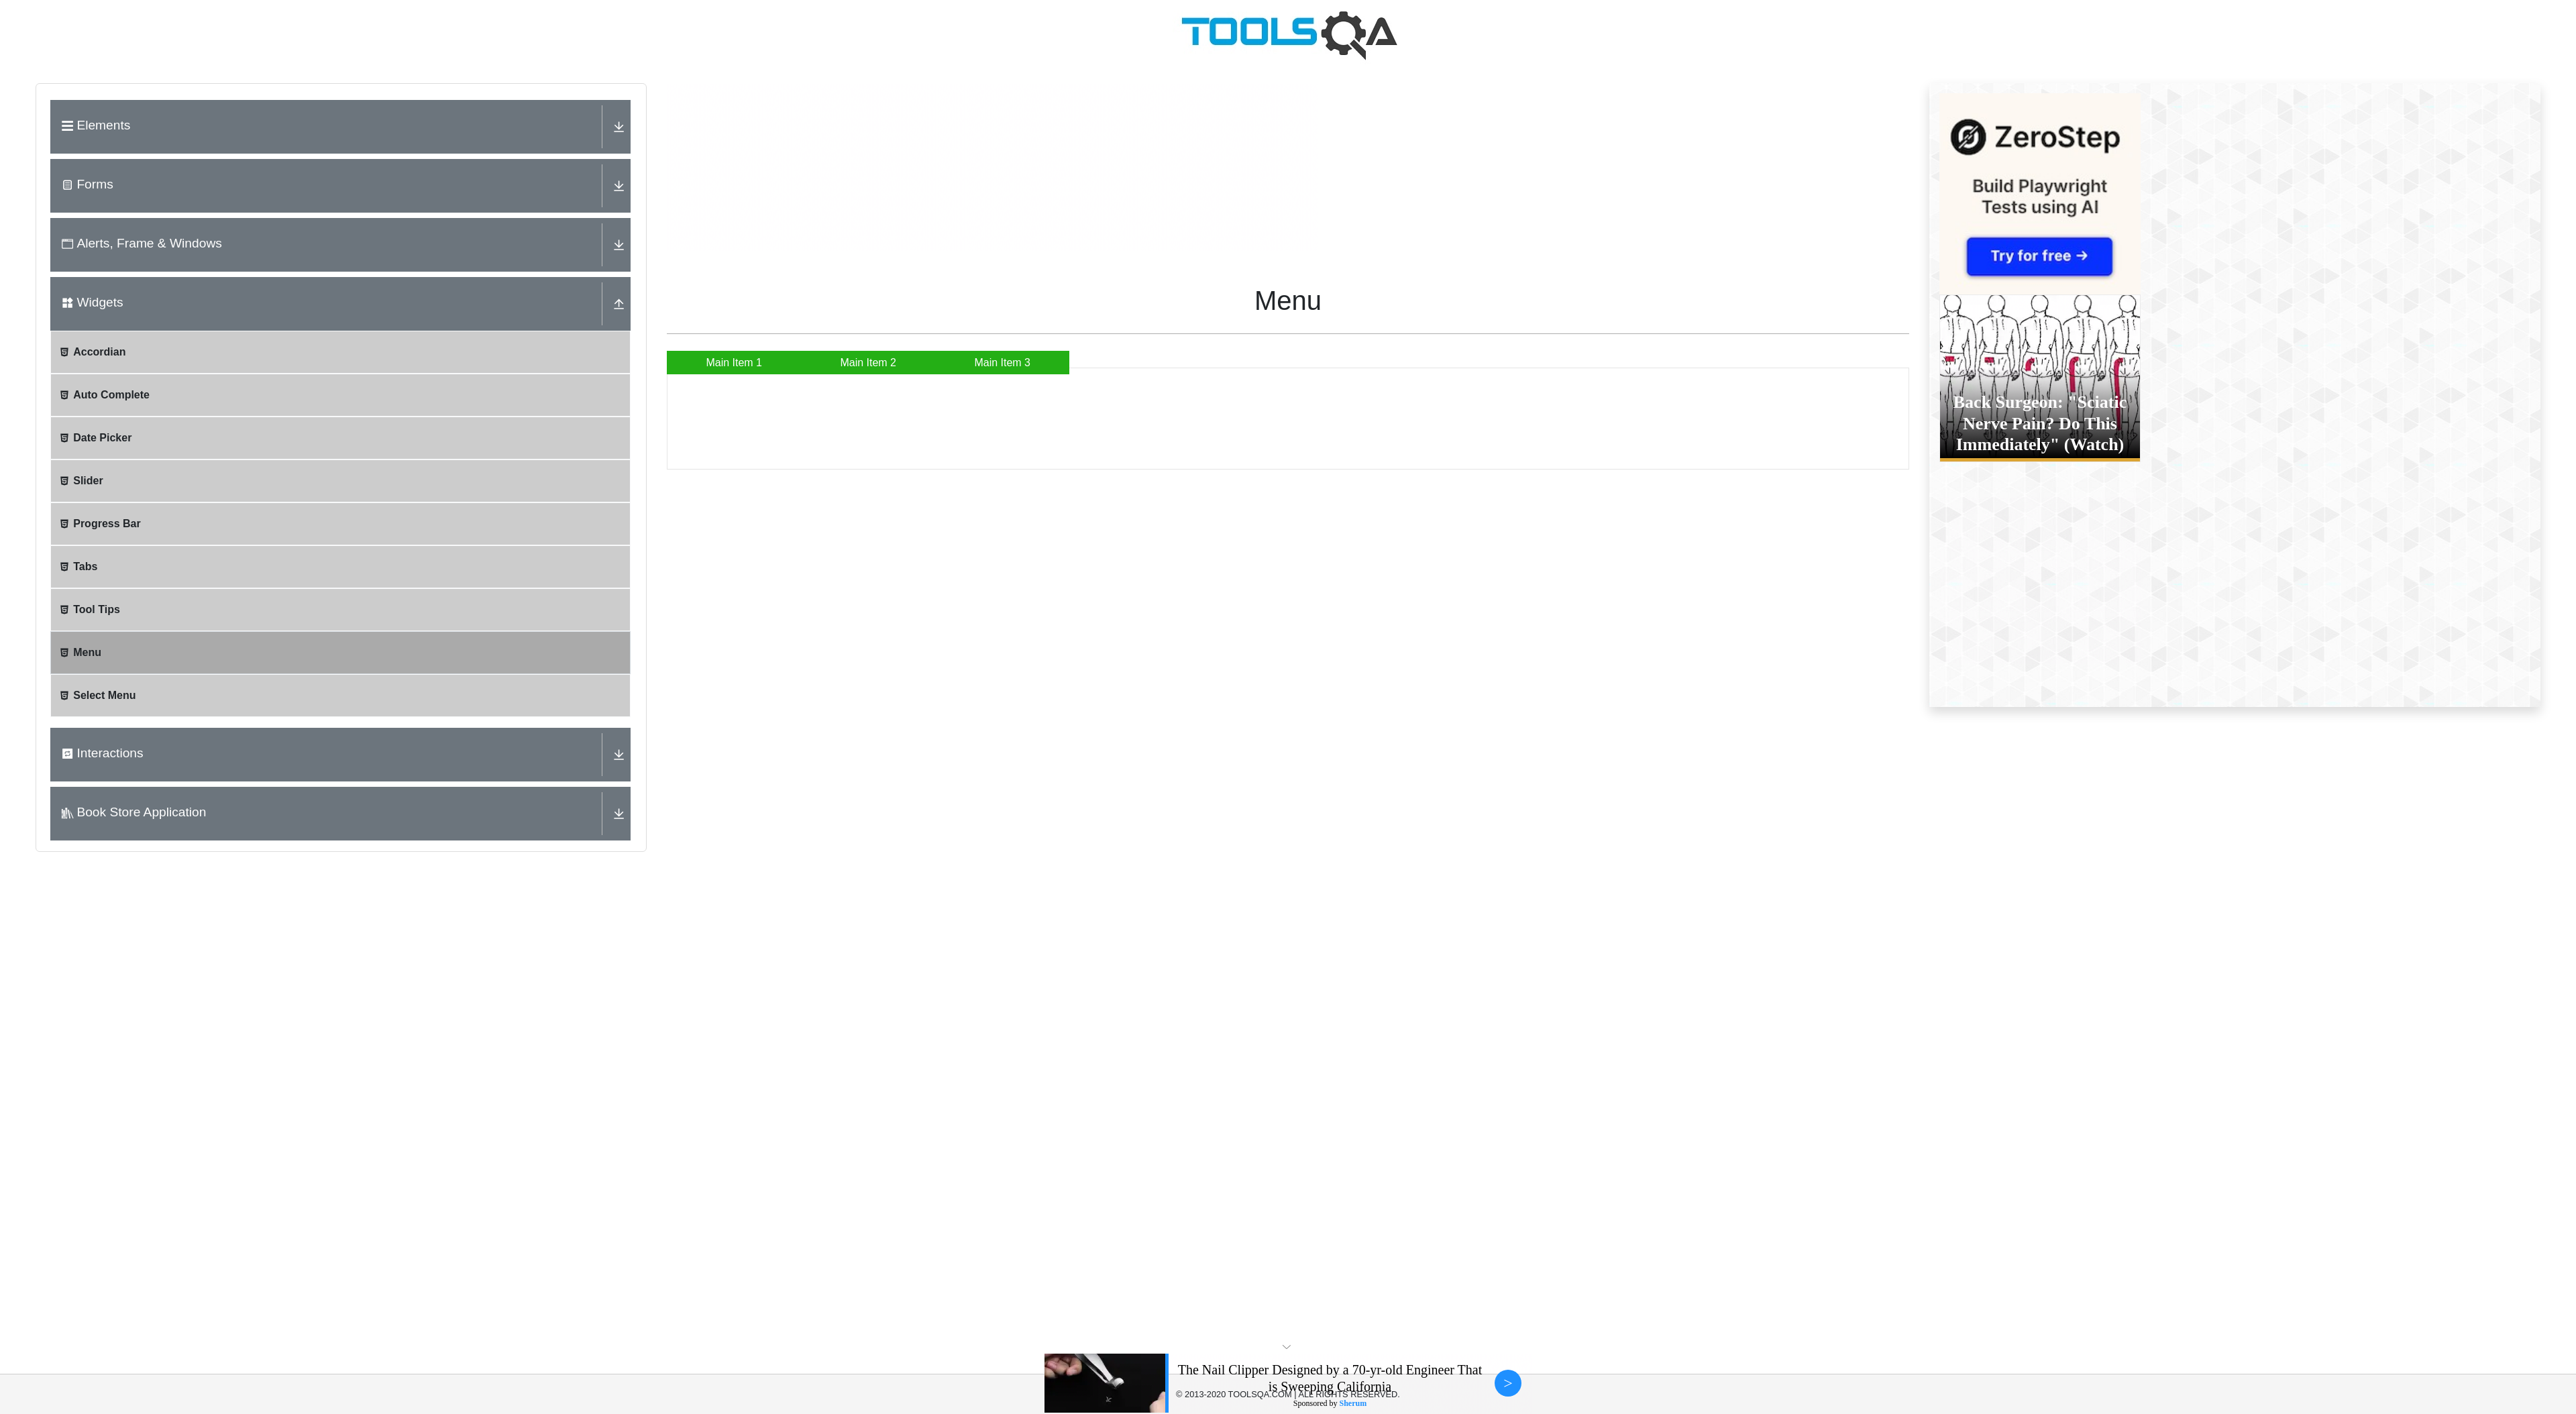 TOOLSQA
Elements
Forms
Alerts, Frame & Windows
Widgets
Accordian
Auto Complete
Date Picker
Slider
Progress Bar
Tabs
Tool Tips
Menu
Select Menu
Interactions
Book Store Application
Menu
Main Item 1
Main Item 2
Main Item 3
ZeroStep
Build Playwright
Tests using AI
Try for free →
Back Surgeon: "Sciatic
Nerve Pain? Do This
Immediately" (Watch)
The Nail Clipper Designed by a 70-yr-old Engineer That
is Sweeping California
>
© 2013-2020 TOOLSQA.COM | ALL RIGHTS RESERVED.
Sponsored by Sherum